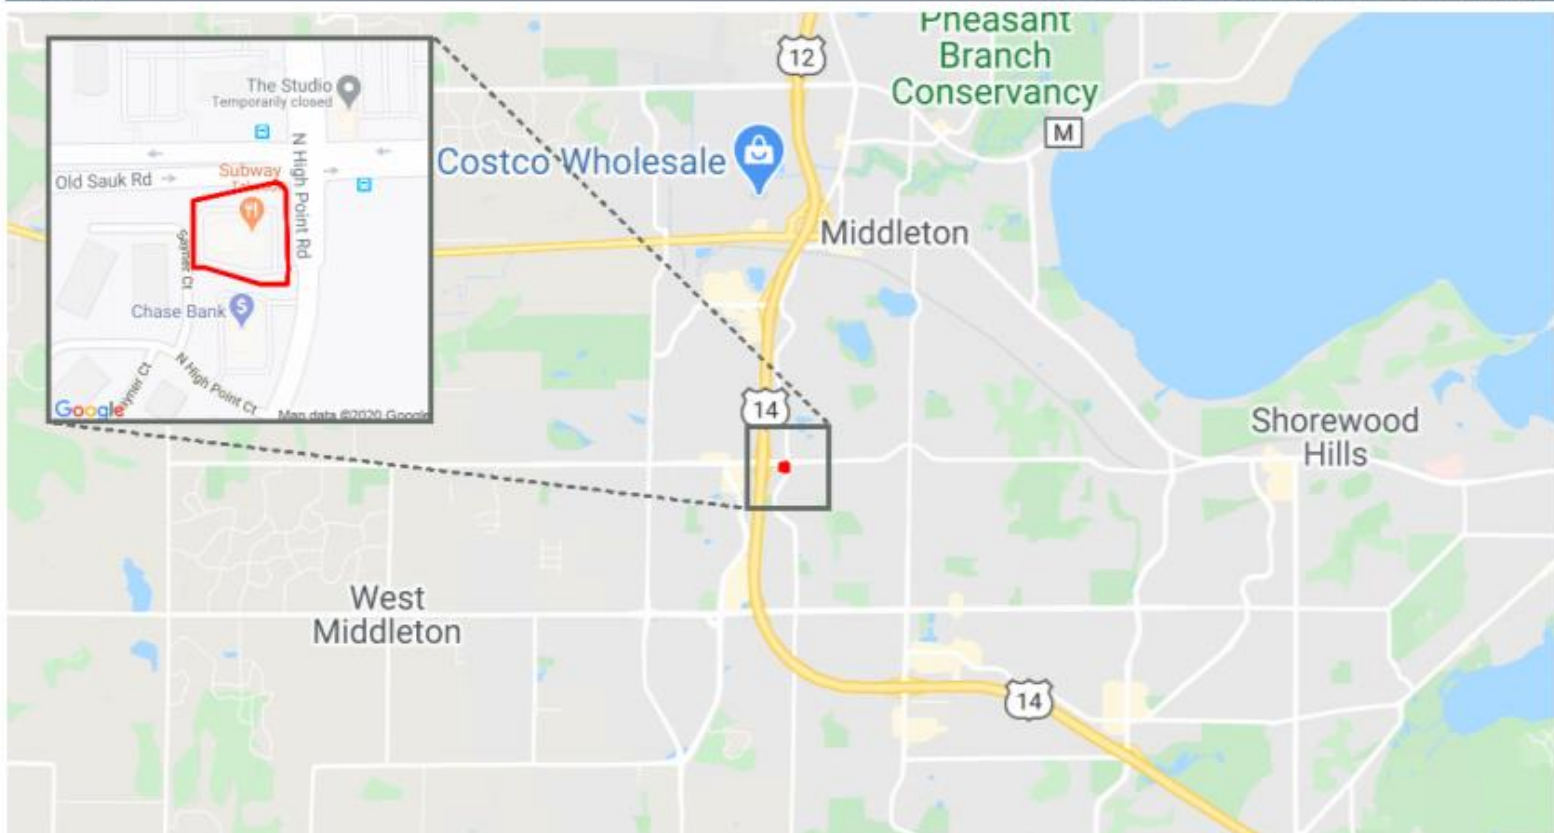 The Studio
Temporarily closed
N High Point Rd
Old Sauk Rd
Subway
Chase Bank
N High Point Ct
Google
Map data ©2020 Google
12
Pheasant
Branch
Conservancy
M
Costco Wholesale
Middleton
14
Shorewood
Hills
West
Middleton
14